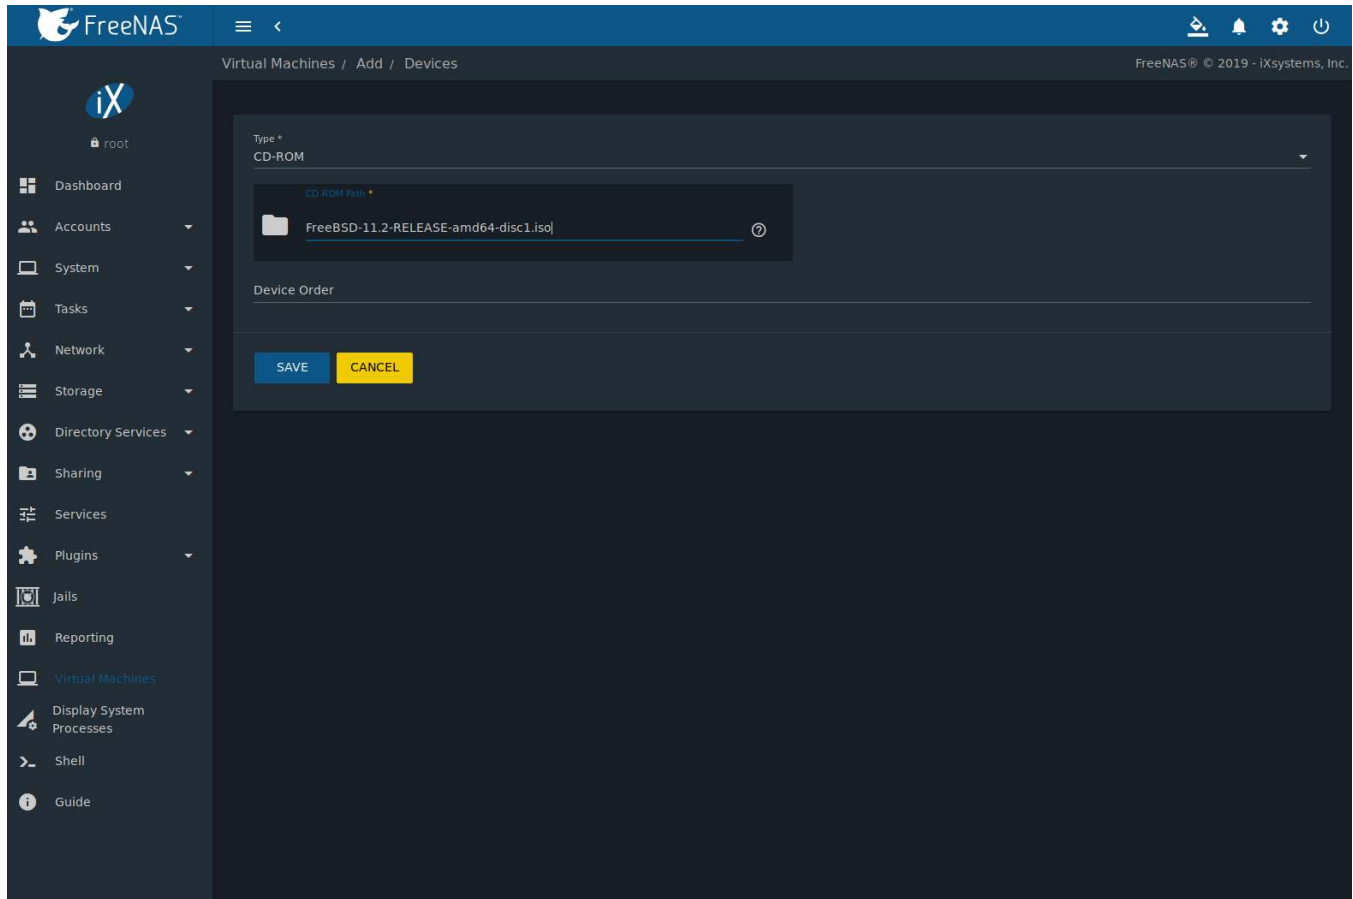 FreeNAS™
Virtual Machines / Add / Devices
FreeNAS® © 2019 - iXsystems, Inc.
iX
root
Dashboard
Accounts
System
Tasks
Network
Storage
Directory Services
Sharing
Services
Plugins
Jails
Reporting
Virtual Machines
Display System
Processes
Shell
Guide
Type *
CD-ROM
CD-ROM Path *
FreeBSD-11.2-RELEASE-amd64-disc1.iso
Device Order
SAVE
CANCEL